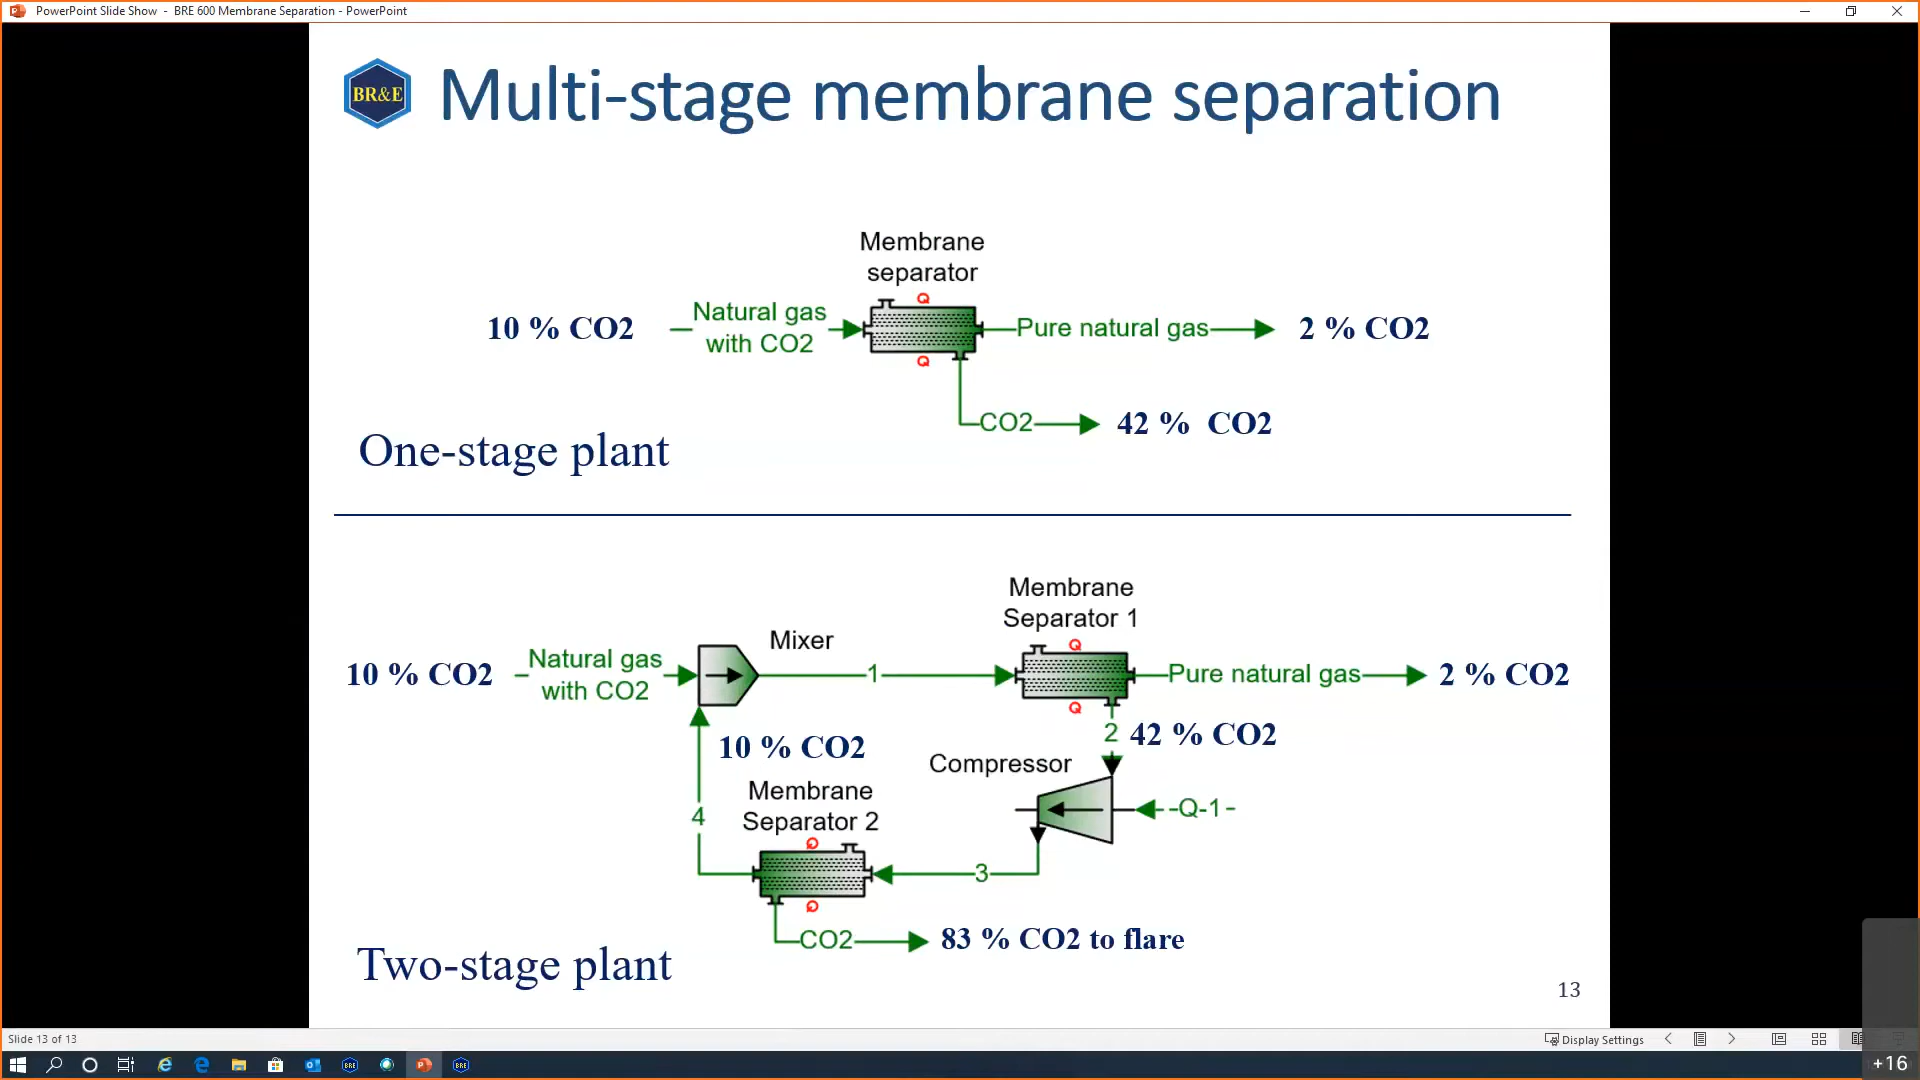 PowerPoint Slide Show - BRE 600 Membrane Separation - PowerPoint
BR&E
Multi-stage membrane separation
Membrane
separator
Q
10 % CO2
Natural gas
with CO2
Pure natural gas
2 % CO2
Q
CO2
42 % CO2
One-stage plant
Membrane
Separator 1
Mixer
Q
10 % CO2
Natural gas
with CO2
1
Pure natural gas
2 % CO2
Q
2
42 % CO2
10 % CO2
Compressor
Membrane
Separator 2
4
Q-1
Q
3
Q
CO2
83 % CO2 to flare
Two-stage plant
13
Slide 13 of 13
Display Settings
BRE
BRE
+16